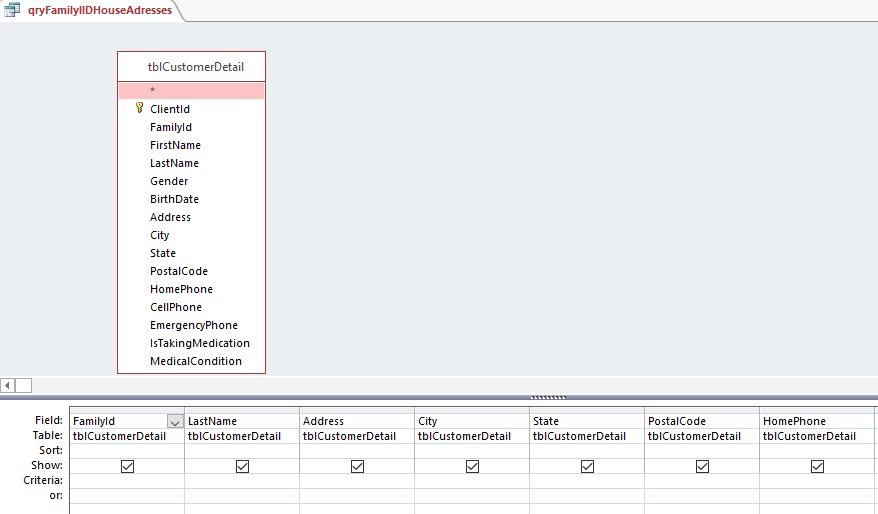 qryFamilyIIDHouseAdresses
tblCustomerDetail
*
ClientId
FamilyId
FirstName
LastName
Gender
BirthDate
Address
City
State
PostalCode
HomePhone
CellPhone
EmergencyPhone
IsTakingMedication
MedicalCondition
Field: FamilyId LastName Address City State PostalCode HomePhone
Table: tblCustomerDetail tblCustomerDetail tblCustomerDetail tblCustomerDetail tblCustomerDetail tblCustomerDetail tblCustomerDetail
Sort:
Show:
Criteria:
or: